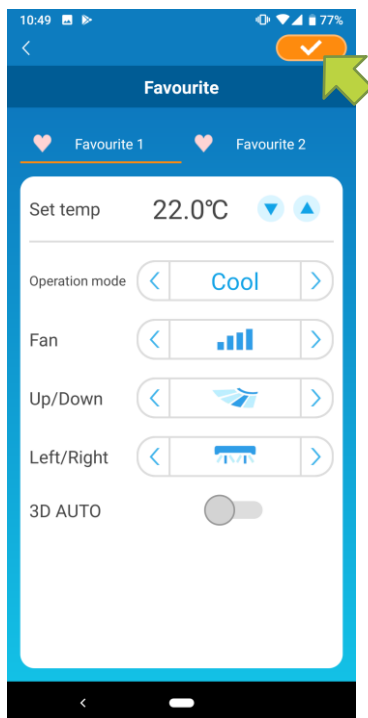 10:49 77%
Favourite
Favourite 1 Favourite 2
Set temp 22.0℃
Operation mode Cool
Fan
Up/Down
Left/Right
3D AUTO